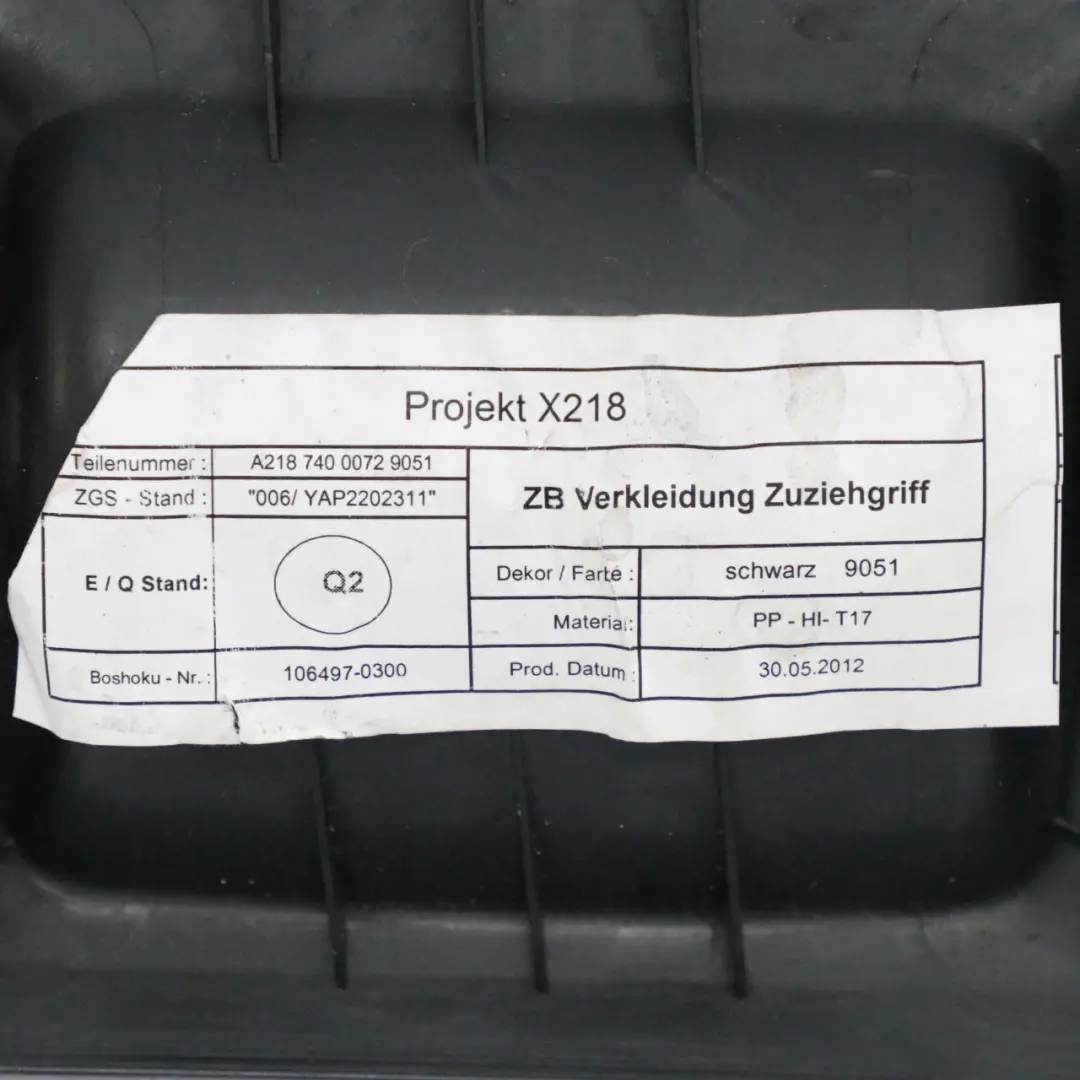 Projekt X218
Teilenummer : A218 740 0072 9051
ZGS - Stand : "006/ YAP2202311"
ZB Verkleidung Zuziehgriff
E / Q Stand: Q2
Dekor / Farte : schwarz 9051
Material: PP - HI- T17
Boshoku - Nr. : 106497-0300
Prod. Datum : 30.05.2012